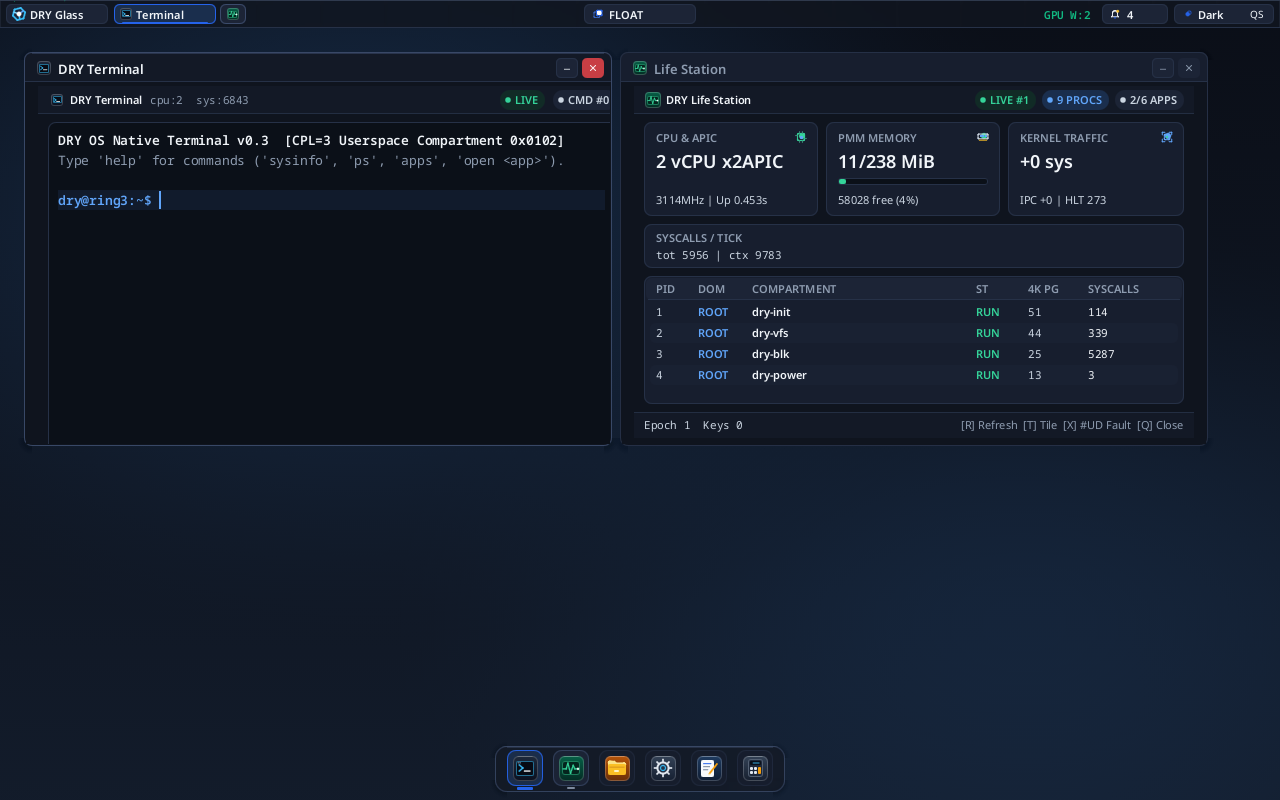 DRY Glass Terminal FLOAT GPU W:2 4 Dark QS
DRY Terminal
DRY Terminal cpu:2 sys:6843 LIVE CMD #0
DRY OS Native Terminal v0.3 [CPL=3 Userspace Compartment 0x0102]
Type 'help' for commands ('sysinfo', 'ps', 'apps', 'open <app>').
dry@ring3:~$
Life Station
DRY Life Station LIVE #1 9 PROCS 2/6 APPS
CPU & APIC
2 vCPU x2APIC
3114MHz | Up 0.453s
PMM MEMORY
11/238 MiB
58028 free (4%)
KERNEL TRAFFIC
+0 sys
IPC +0 | HLT 273
SYSCALLS / TICK
tot 5956 | ctx 9783
PID DOM COMPARTMENT ST 4K PG SYSCALLS
1 ROOT dry-init RUN 51 114
2 ROOT dry-vfs RUN 44 339
3 ROOT dry-blk RUN 25 5287
4 ROOT dry-power RUN 13 3
Epoch 1 Keys 0 [R] Refresh [T] Tile [X] #UD Fault [Q] Close